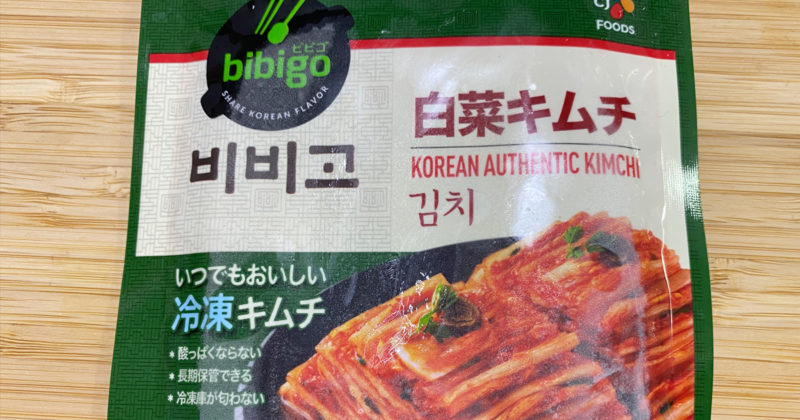 CJ
FOODS
ビビゴ
bibigo
SHARE KOREAN FLAVOR
비비고
白菜キムチ
KOREAN AUTHENTIC KIMCHI
김치
いつでもおいしい
冷凍キムチ
*酸っぱくならない
*長期保管できる
*冷凍庫が匂わない